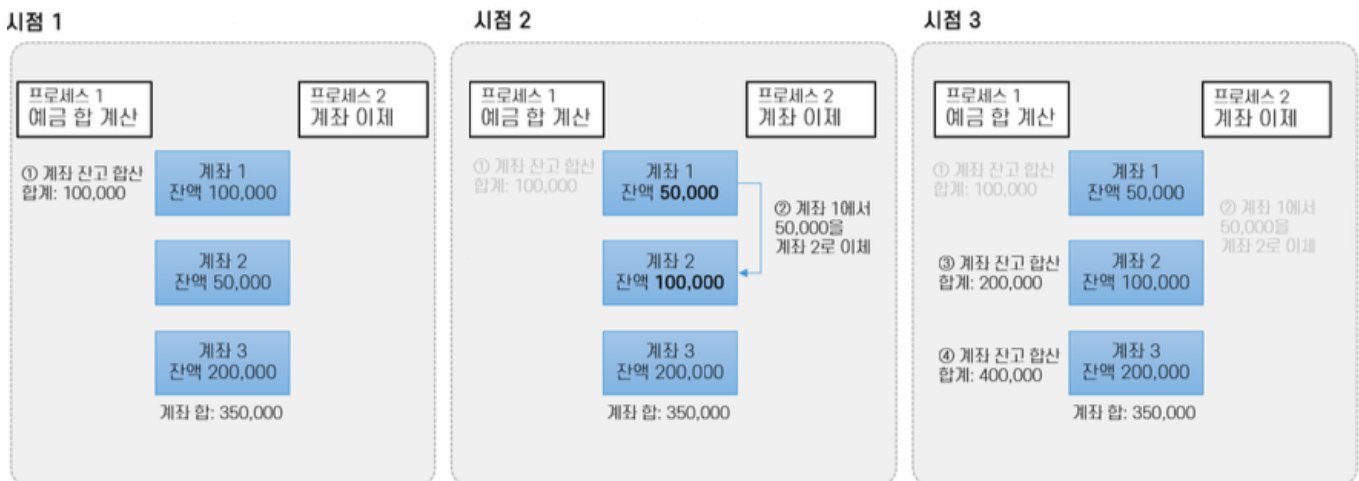 시점 1
프로세스 1
예금 합 계산
프로세스 2
계좌 이제
① 계좌 잔고 합산
합계: 100,000
계좌 1
잔액 100,000
계좌 2
잔액 50,000
계좌 3
잔액 200,000
계좌 합: 350,000
시점 2
프로세스 1
예금 합 계산
프로세스 2
계좌 이제
① 계좌 잔고 합산
합계: 100,000
계좌 1
잔액 50,000
② 계좌 1에서
50,000을
계좌 2로 이체
계좌 2
잔액 100,000
계좌 3
잔액 200,000
계좌 합: 350,000
시점 3
프로세스 1
예금 합 계산
프로세스 2
계좌 이제
① 계좌 잔고 합산
합계: 100,000
계좌 1
잔액 50,000
② 계좌 1에서
50,000을
계좌 2로 이체
③ 계좌 잔고 합산
합계: 200,000
계좌 2
잔액 100,000
④ 계좌 잔고 합산
합계: 400,000
계좌 3
잔액 200,000
계좌 합: 350,000